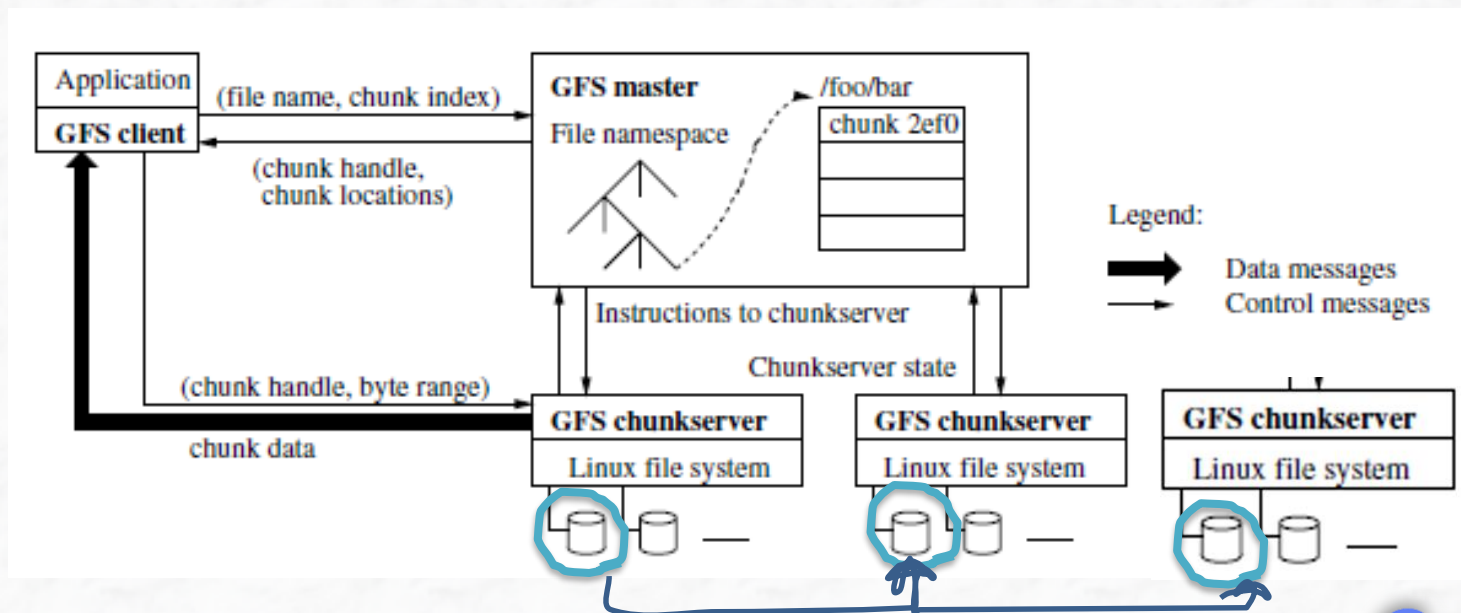 Application
GFS client
(file name, chunk index)
(chunk handle,
chunk locations)
GFS master
File namespace
/foo/bar
chunk 2ef0
Legend:
Data messages
Control messages
Instructions to chunkserver
Chunkserver state
(chunk handle, byte range)
chunk data
GFS chunkserver
Linux file system
GFS chunkserver
Linux file system
GFS chunkserver
Linux file system